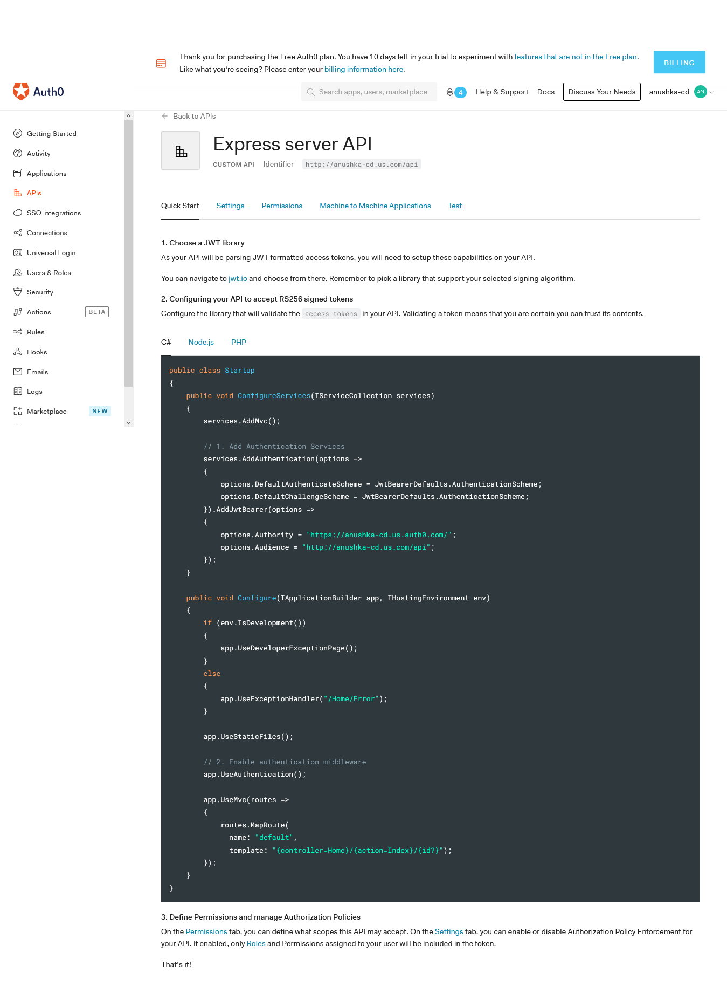 Thank you for purchasing the Free Auth0 plan. You have 10 days left in your trial to experiment with features that are not in the Free plan.
Like what you're seeing? Please enter your billing information here.
BILLING
Auth0
Search apps, users, marketplace
4
Help & Support
Docs
Discuss Your Needs
anushka-cd
AN
Getting Started
Activity
Applications
APIs
SSO Integrations
Connections
Universal Login
Users & Roles
Security
Actions BETA
Rules
Hooks
Emails
Logs
Marketplace NEW
Back to APIs
Express server API
CUSTOM API Identifier http://anushka-cd.us.com/api
Quick Start Settings Permissions Machine to Machine Applications Test
1. Choose a JWT library
As your API will be parsing JWT formatted access tokens, you will need to setup these capabilities on your API.
You can navigate to jwt.io and choose from there. Remember to pick a library that support your selected signing algorithm.
2. Configuring your API to accept RS256 signed tokens
Configure the library that will validate the access tokens in your API. Validating a token means that you are certain you can trust its contents.
C# Node.js PHP
public class Startup
{
    public void ConfigureServices(IServiceCollection services)
    {
        services.AddMvc();
        // 1. Add Authentication Services
        services.AddAuthentication(options =>
        {
            options.DefaultAuthenticateScheme = JwtBearerDefaults.AuthenticationScheme;
            options.DefaultChallengeScheme = JwtBearerDefaults.AuthenticationScheme;
        }).AddJwtBearer(options =>
        {
            options.Authority = "https://anushka-cd.us.auth0.com/";
            options.Audience = "http://anushka-cd.us.com/api";
        });
    }
    public void Configure(IApplicationBuilder app, IHostingEnvironment env)
    {
        if (env.IsDevelopment())
        {
            app.UseDeveloperExceptionPage();
        }
        else
        {
            app.UseExceptionHandler("/Home/Error");
        }
        app.UseStaticFiles();
        // 2. Enable authentication middleware
        app.UseAuthentication();
        app.UseMvc(routes =>
        {
            routes.MapRoute(
              name: "default",
              template: "{controller=Home}/{action=Index}/{id?}");
        });
    }
}
3. Define Permissions and manage Authorization Policies
On the Permissions tab, you can define what scopes this API may accept. On the Settings tab, you can enable or disable Authorization Policy Enforcement for
your API. If enabled, only Roles and Permissions assigned to your user will be included in the token.
That's it!